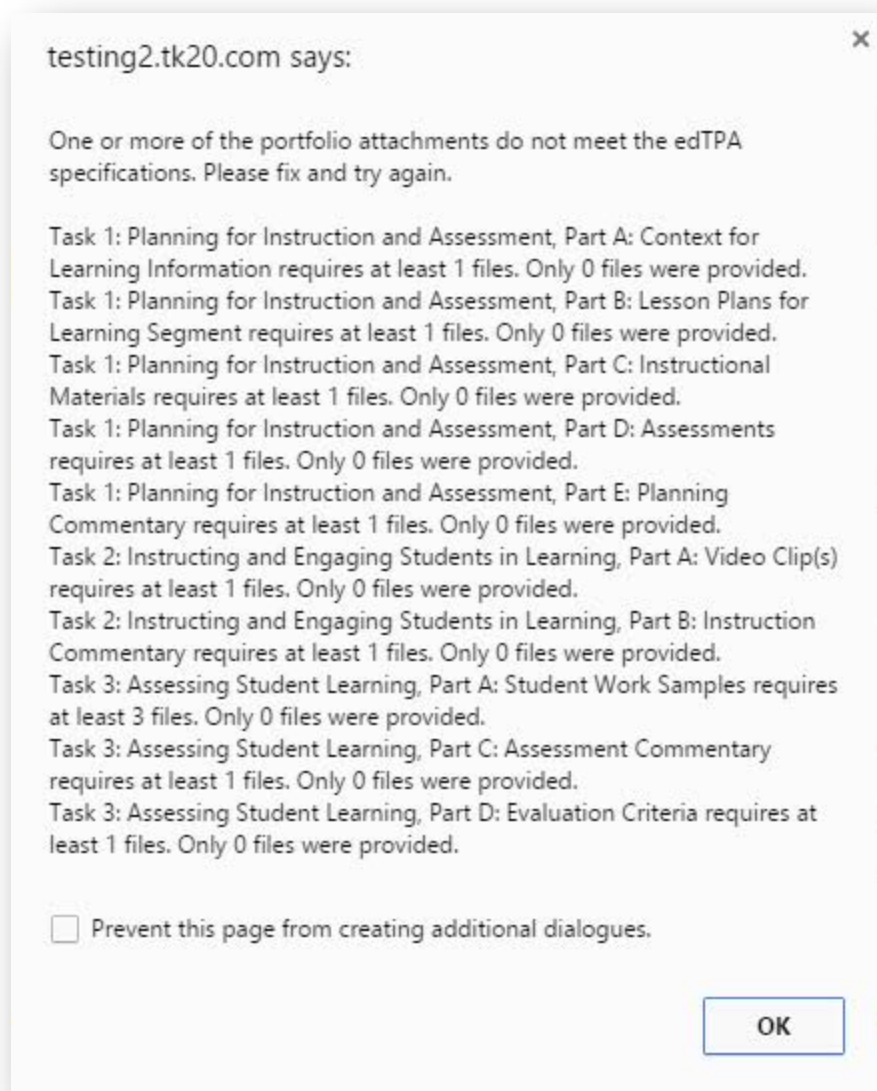 testing2.tk20.com says:
One or more of the portfolio attachments do not meet the edTPA
specifications. Please fix and try again.
Task 1: Planning for Instruction and Assessment, Part A: Context for
Learning Information requires at least 1 files. Only 0 files were provided.
Task 1: Planning for Instruction and Assessment, Part B: Lesson Plans for
Learning Segment requires at least 1 files. Only 0 files were provided.
Task 1: Planning for Instruction and Assessment, Part C: Instructional
Materials requires at least 1 files. Only 0 files were provided.
Task 1: Planning for Instruction and Assessment, Part D: Assessments
requires at least 1 files. Only 0 files were provided.
Task 1: Planning for Instruction and Assessment, Part E: Planning
Commentary requires at least 1 files. Only 0 files were provided.
Task 2: Instructing and Engaging Students in Learning, Part A: Video Clip(s)
requires at least 1 files. Only 0 files were provided.
Task 2: Instructing and Engaging Students in Learning, Part B: Instruction
Commentary requires at least 1 files. Only 0 files were provided.
Task 3: Assessing Student Learning, Part A: Student Work Samples requires
at least 3 files. Only 0 files were provided.
Task 3: Assessing Student Learning, Part C: Assessment Commentary
requires at least 1 files. Only 0 files were provided.
Task 3: Assessing Student Learning, Part D: Evaluation Criteria requires at
least 1 files. Only 0 files were provided.
Prevent this page from creating additional dialogues.
OK